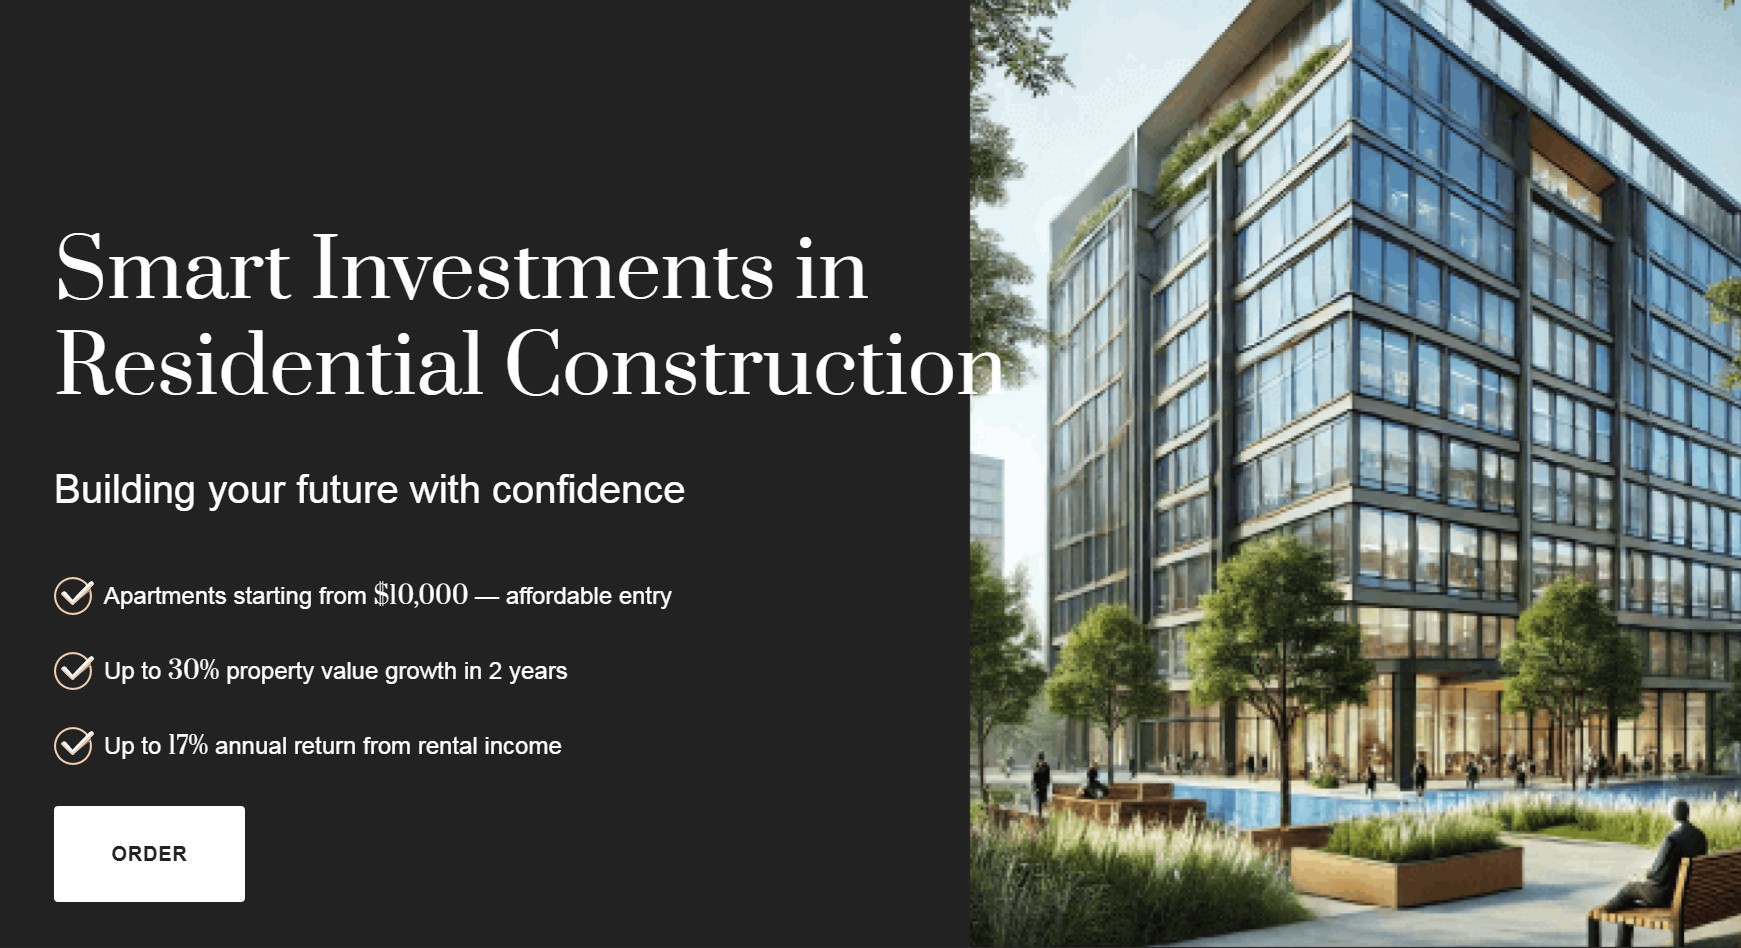 Smart Investments in
Residential Construction
Building your future with confidence
Apartments starting from $10,000 — affordable entry
Up to 30% property value growth in 2 years
Up to 17% annual return from rental income
ORDER